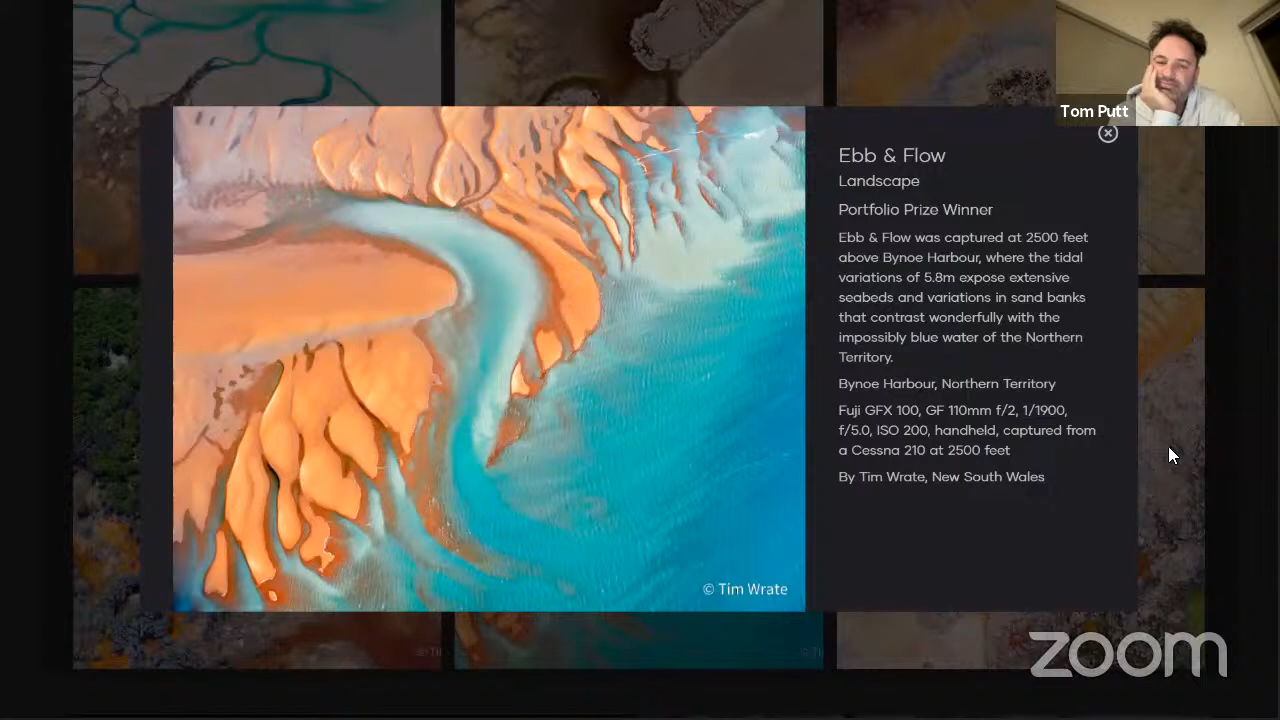 Tom Putt
Ebb & Flow
Landscape
Portfolio Prize Winner
Ebb & Flow was captured at 2500 feet
above Bynoe Harbour, where the tidal
variations of 5.8m expose extensive
seabeds and variations in sand banks
that contrast wonderfully with the
impossibly blue water of the Northern
Territory.
Bynoe Harbour, Northern Territory
Fuji GFX 100, GF 110mm f/2, 1/1900,
f/5.0, ISO 200, handheld, captured from
a Cessna 210 at 2500 feet
By Tim Wrate, New South Wales
© Tim Wrate
zoom